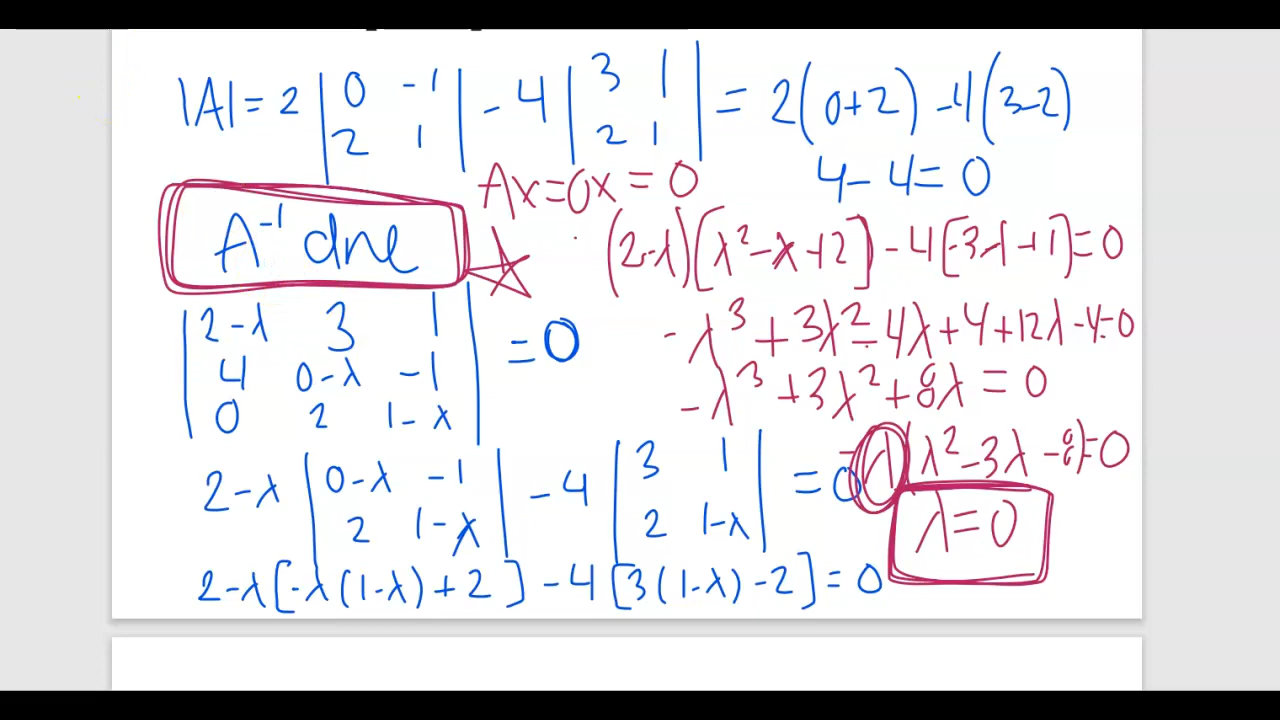 |A| = 2 | 0 -1 | - 4 | 3 1 | = 2(0+2) - 4(3-2)
| 2 1 | | 2 1 |
4 - 4 = 0
Ax = 0x = 0
A⁻¹ dne
(2-λ)[λ²-λ+2] - 4[-3λ+1] = 0
-λ³+3λ²-4λ+4+12λ-4=0
-λ³+3λ²+8λ = 0
-λ(λ²-3λ-8)=0
λ=0
| 2-λ 3 1 |
| 4 0-λ -1 | = 0
| 0 2 1-λ |
2-λ | 0-λ -1 | - 4 | 3 1 | = 0
| 2 1-λ | | 2 1-λ |
2-λ[-λ(1-λ)+2] - 4[3(1-λ)-2] = 0